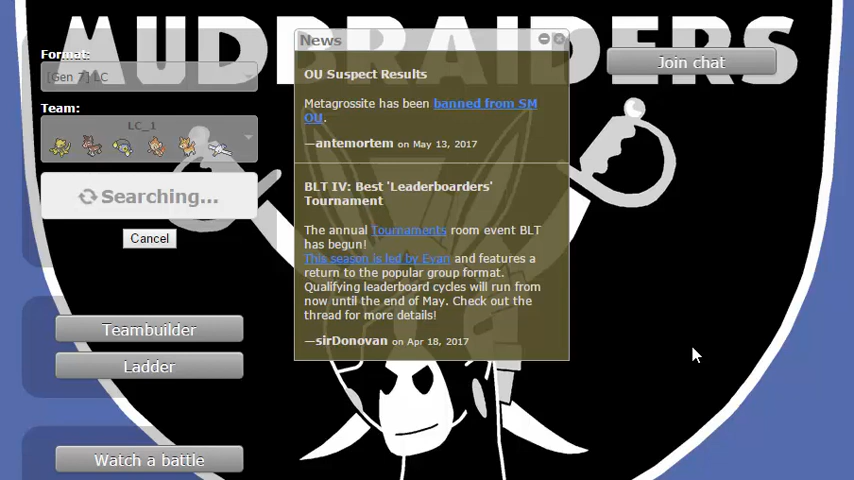 MUDBRAIDERS
Format:
[Gen 7] LC
Team:
LC_1
Searching...
Cancel
Teambuilder
Ladder
Watch a battle
News
OU Suspect Results
Metagrossite has been banned from SM
OU.
—antemortem on May 13, 2017
BLT IV: Best 'Leaderboarders'
Tournament
The annual Tournaments room event BLT
has begun!
This season is led by Evan and features a
return to the popular group format.
Qualifying leaderboard cycles will run from
now until the end of May. Check out the
thread for more details!
—sirDonovan on Apr 18, 2017
Join chat